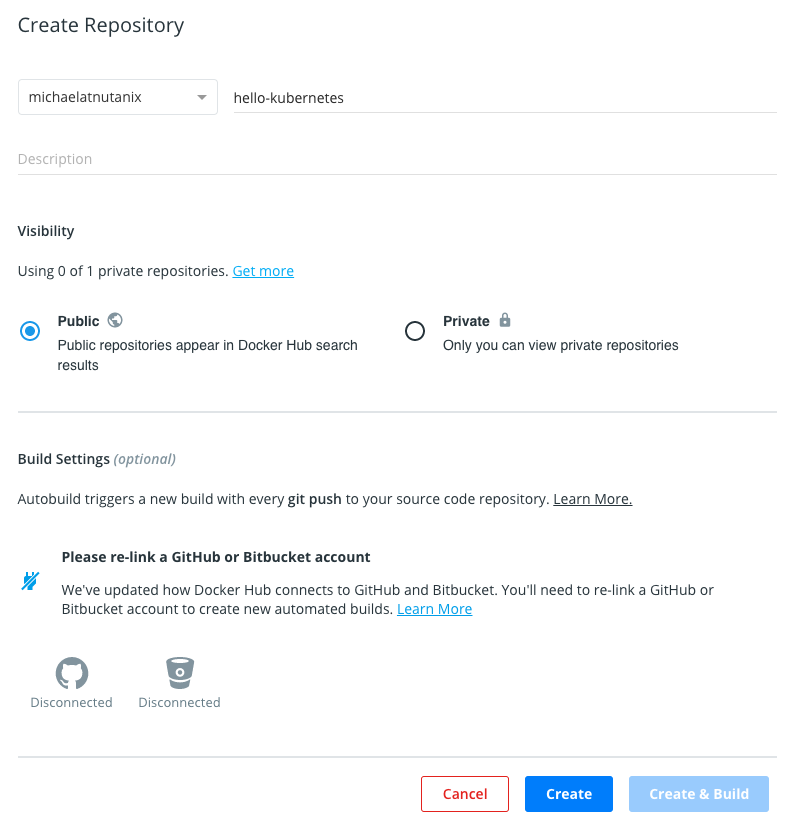 Create Repository
michaelatnutanix
hello-kubernetes
Description
Visibility
Using 0 of 1 private repositories. Get more
Public
Public repositories appear in Docker Hub search
results
Private
Only you can view private repositories
Build Settings (optional)
Autobuild triggers a new build with every git push to your source code repository. Learn More.
Please re-link a GitHub or Bitbucket account
We've updated how Docker Hub connects to GitHub and Bitbucket. You'll need to re-link a GitHub or
Bitbucket account to create new automated builds. Learn More
Disconnected
Disconnected
Cancel
Create
Create & Build